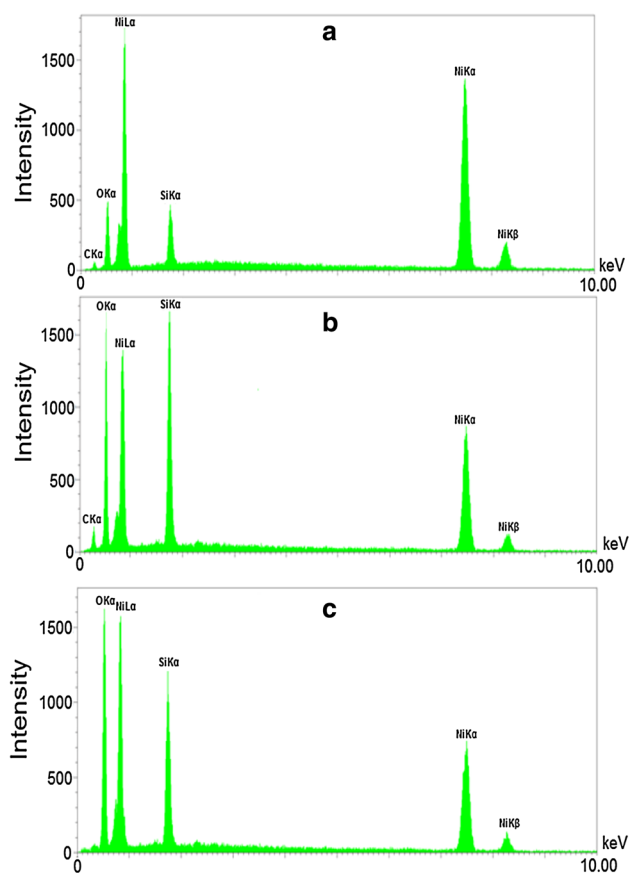 a
NiLα
1500
NiKα
1000
Intensity
OKα
SiKα
500
NiKβ
CKα
0
keV
0
10.00
b
OKα
SiKα
1500
NiLα
1000
Intensity
NiKα
500
CKα
NiKβ
0
keV
0
10.00
c
OKα NiLα
1500
SiKα
1000
Intensity
NiKα
500
NiKβ
0
keV
0
10.00